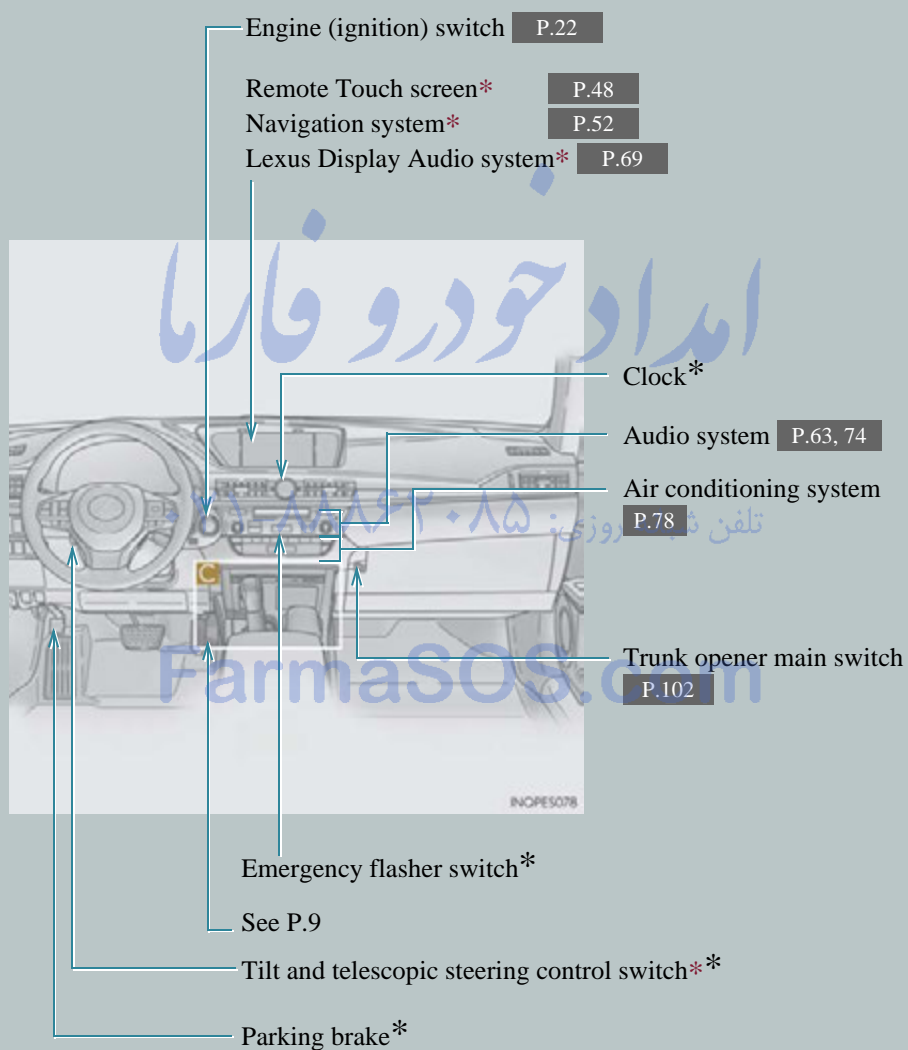 Engine (ignition) switch P.22
Remote Touch screen* P.48
Navigation system* P.52
Lexus Display Audio system* P.69
امداد خودرو فارما
Clock*
Audio system P.63, 74
Air conditioning system
P.78
تلفن شبانه روزی: ۰۲۱-۸۸۸۶۲۰۸۵
C
Trunk opener main switch
P.102
FarmaSOS.com
INOPES078
Emergency flasher switch*
See P.9
Tilt and telescopic steering control switch**
Parking brake*